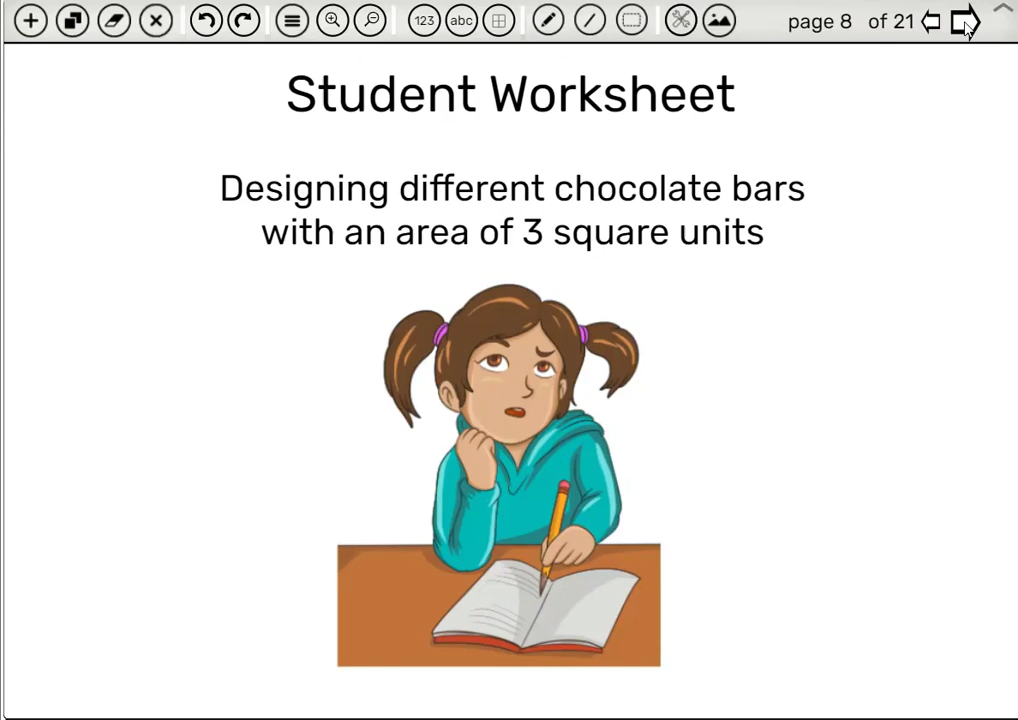 123 abc page 8 of 21
Student Worksheet
Designing different chocolate bars
with an area of 3 square units